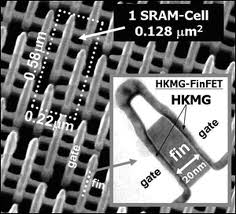 1 SRAM-Cell
0.128 μm²
0.58μm
0.22μm
gate
fin
HKMG-FinFET
HKMG
gate
fin
gate
20nm